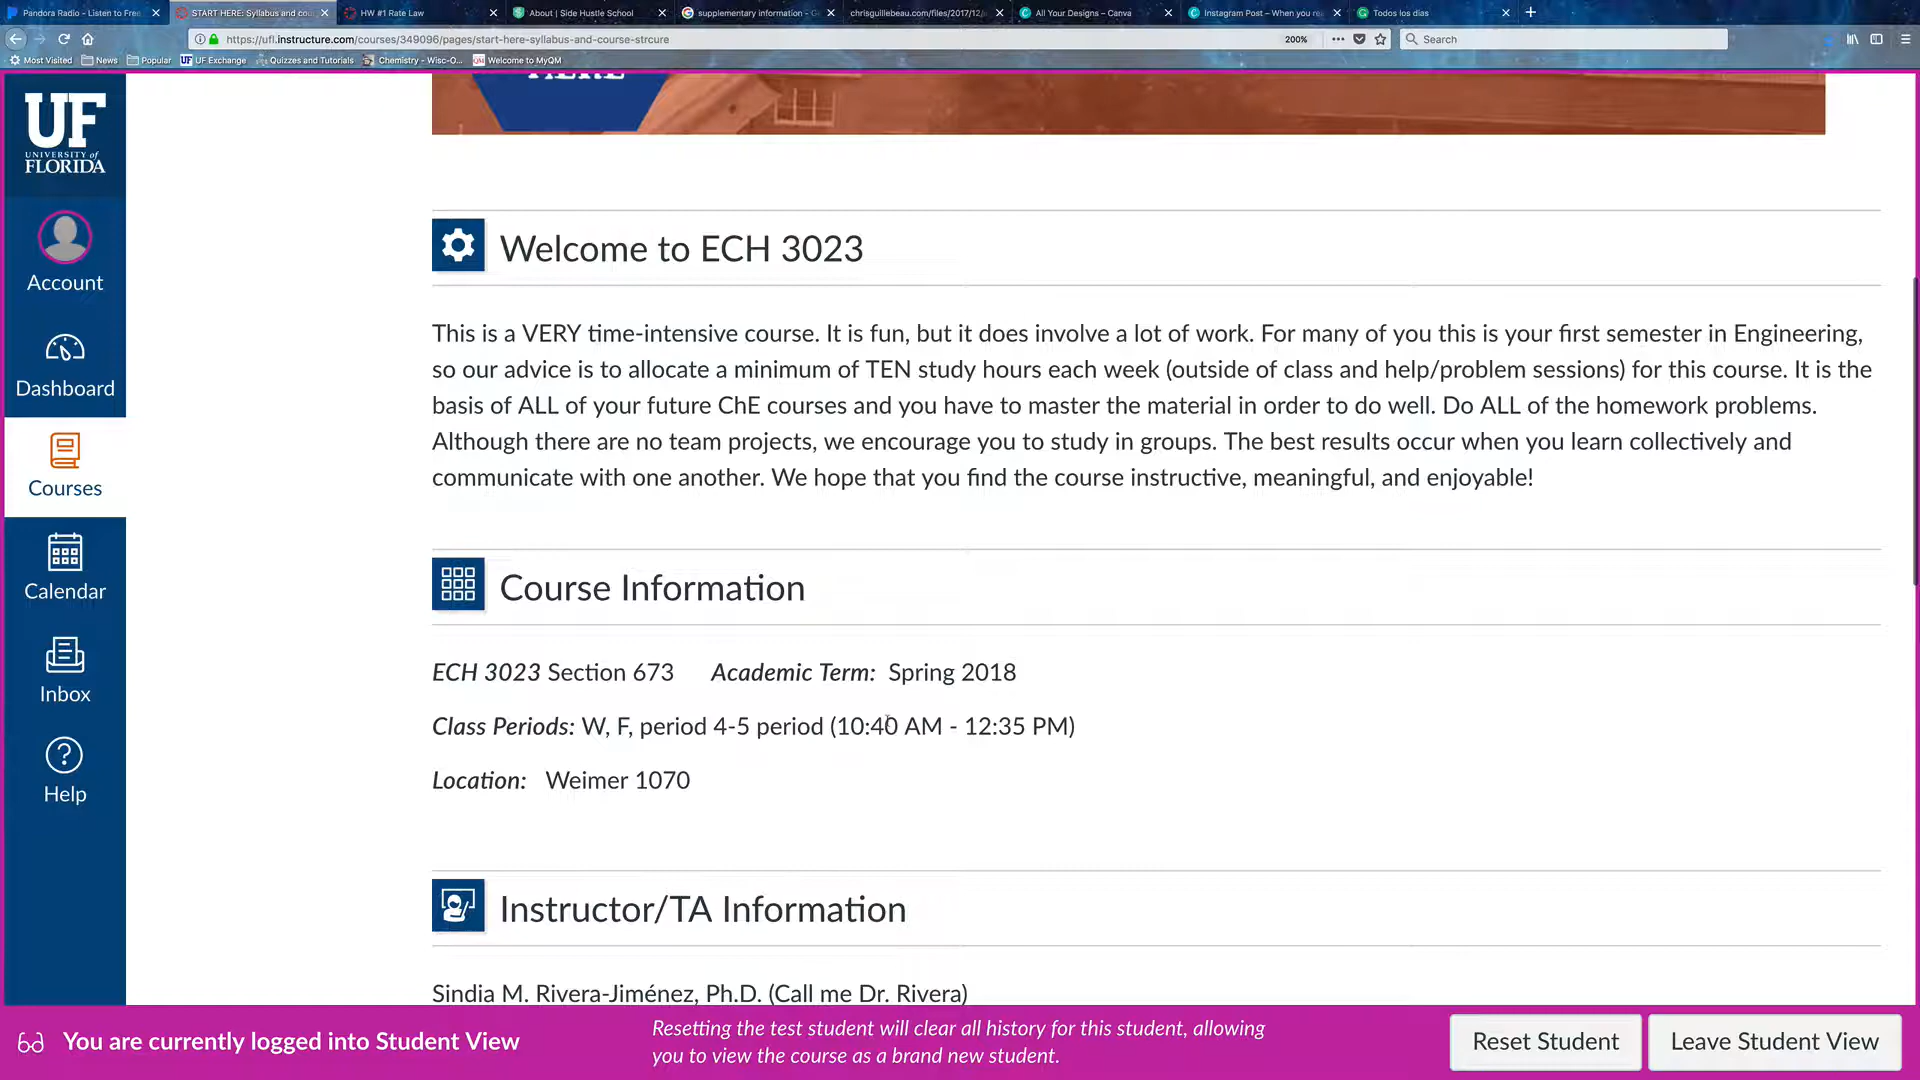 Pandora Radio - Listen to Free
START HERE: Syllabus and cou
HW #1 Rate Law
About | Side Hustle School
supplementary information - G
chrisguillebeau.com/files/2017/12/
All Your Designs – Canva
Instagram Post – When you re
Todos los dias
https://ufl.instructure.com/courses/349096/pages/start-here-syllabus-and-course-strcure
200%
Search
Most Visited
News
Popular
UF Exchange
Quizzes and Tutorials
Chemistry - Wisc-O...
Welcome to MyQM
UF
UNIVERSITY of
FLORIDA
Account
Dashboard
Courses
Calendar
Inbox
Help
HERE
Welcome to ECH 3023
This is a VERY time-intensive course. It is fun, but it does involve a lot of work. For many of you this is your first semester in Engineering,
so our advice is to allocate a minimum of TEN study hours each week (outside of class and help/problem sessions) for this course. It is the
basis of ALL of your future ChE courses and you have to master the material in order to do well. Do ALL of the homework problems.
Although there are no team projects, we encourage you to study in groups. The best results occur when you learn collectively and
communicate with one another. We hope that you find the course instructive, meaningful, and enjoyable!
Course Information
ECH 3023 Section 673 Academic Term: Spring 2018
Class Periods: W, F, period 4-5 period (10:40 AM - 12:35 PM)
Location: Weimer 1070
Instructor/TA Information
Sindia M. Rivera-Jiménez, Ph.D. (Call me Dr. Rivera)
You are currently logged into Student View
Resetting the test student will clear all history for this student, allowing
you to view the course as a brand new student.
Reset Student
Leave Student View